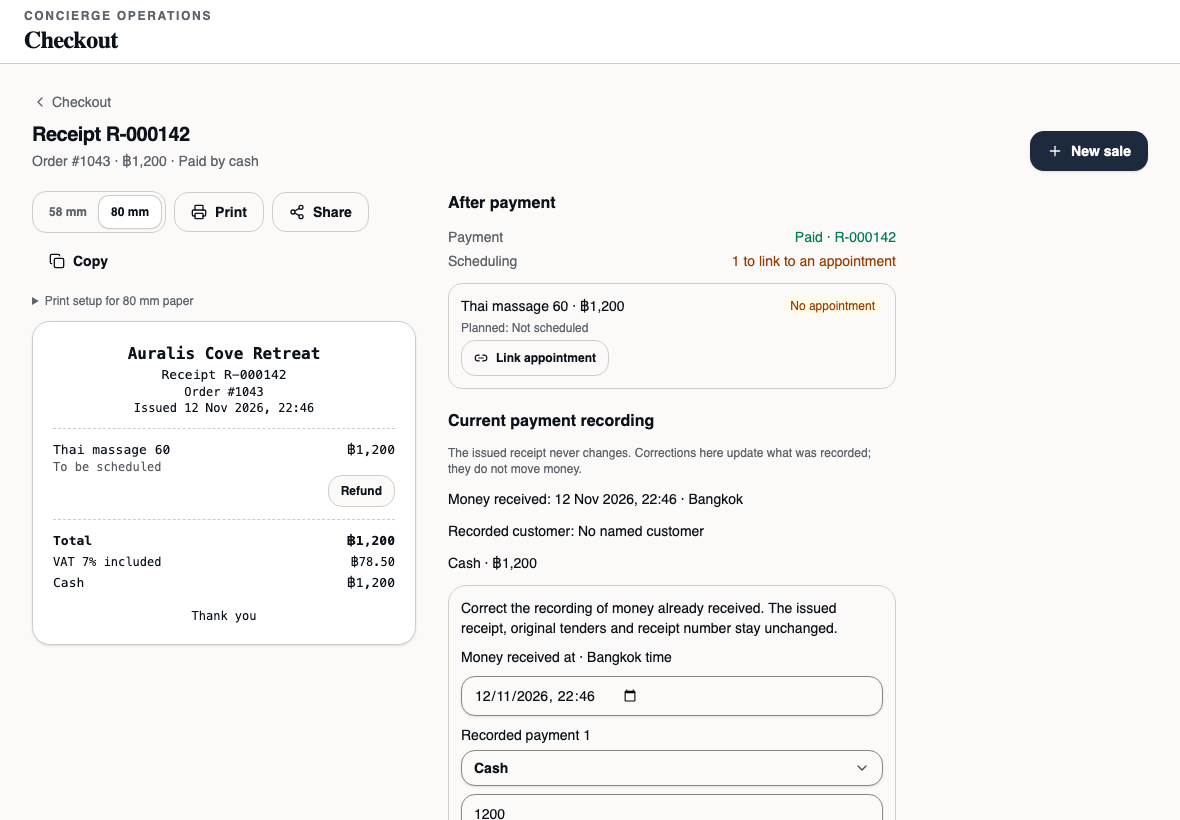 CONCIERGE OPERATIONS
Checkout
Checkout
Receipt R-000142
Order #1043 · ฿1,200 · Paid by cash
New sale
58 mm
80 mm
Print
Share
Copy
Print setup for 80 mm paper
Auralis Cove Retreat
Receipt R-000142
Order #1043
Issued 12 Nov 2026, 22:46
Thai massage 60 ฿1,200
To be scheduled
Refund
Total ฿1,200
VAT 7% included ฿78.50
Cash ฿1,200
Thank you
After payment
Payment Paid · R-000142
Scheduling 1 to link to an appointment
Thai massage 60 · ฿1,200 No appointment
Planned: Not scheduled
Link appointment
Current payment recording
The issued receipt never changes. Corrections here update what was recorded;
they do not move money.
Money received: 12 Nov 2026, 22:46 · Bangkok
Recorded customer: No named customer
Cash · ฿1,200
Correct the recording of money already received. The issued
receipt, original tenders and receipt number stay unchanged.
Money received at · Bangkok time
12/11/2026, 22:46
Recorded payment 1
Cash
1200